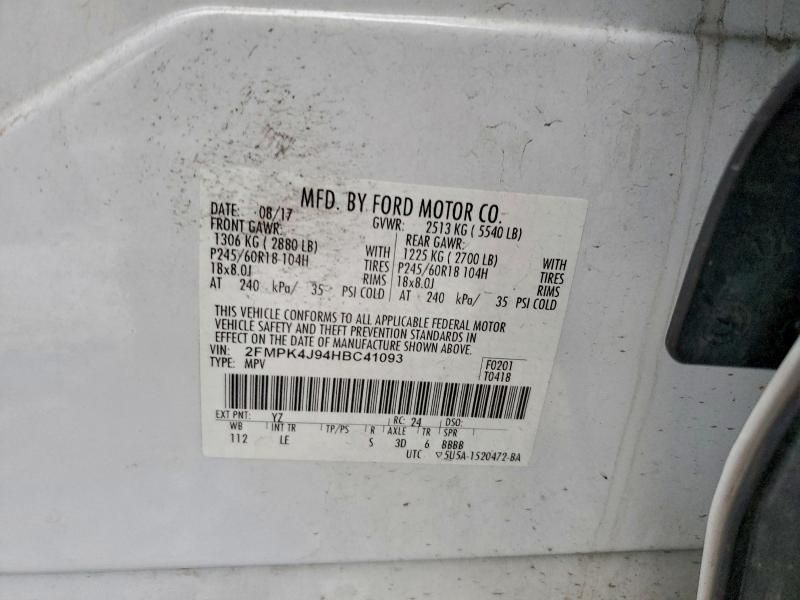 MFD. BY FORD MOTOR CO.
DATE: 08/17 GVWR: 2513 KG ( 5540 LB)
FRONT GAWR: REAR GAWR:
1306 KG ( 2880 LB) WITH 1225 KG ( 2700 LB) WITH
P245/60R18 104H TIRES P245/60R18 104H TIRES
18x8.0J RIMS 18x8.0J RIMS
AT 240 kPa/ 35 PSI COLD AT 240 kPa/ 35 PSI COLD
THIS VEHICLE CONFORMS TO ALL APPLICABLE FEDERAL MOTOR
VEHICLE SAFETY AND THEFT PREVENTION STANDARDS IN
EFFECT ON THE DATE OF MANUFACTURE SHOWN ABOVE.
VIN: 2FMPK4J94HBC41093 F0201
TYPE: MPV T0418
EXT PNT: YZ RC: 24 DSO:
WB INT TR TP/PS R AXLE TR SPR
112 LE S 3D 6 BBBB
UTC ▽5U5A-1520472-BA